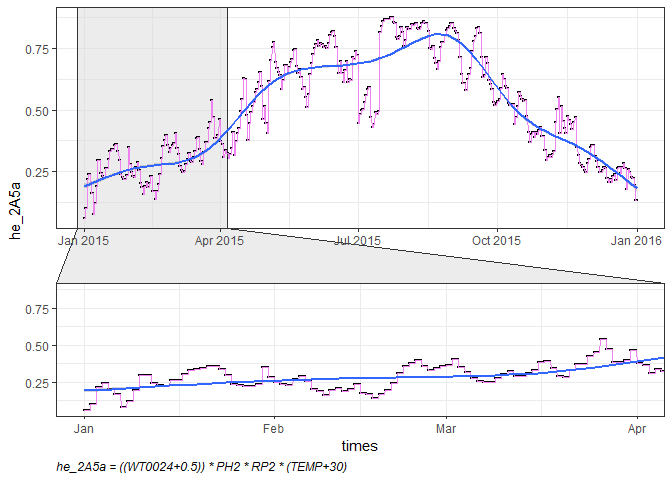 0.75
0.50
0.25
he_2A5a
Jan 2015 Apr 2015 Jul 2015 Oct 2015 Jan 2016
0.75
0.50
0.25
Jan Feb Mar Apr
times
he_2A5a = ((WT0024+0.5)) * PH2 * RP2 * (TEMP+30)